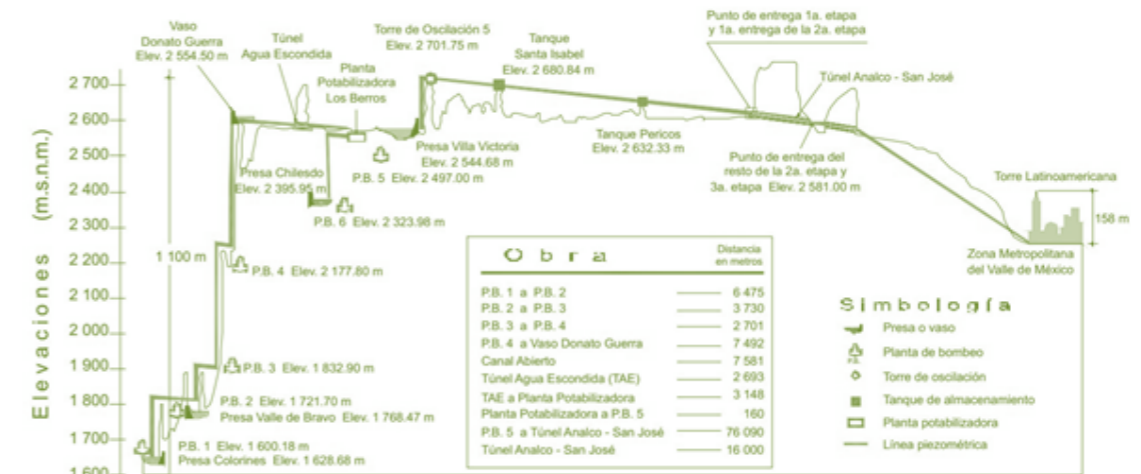 Vaso
Donato Guerra
Elev. 2 554.50 m
Túnel
Agua Escondida
Planta
Potabilizadora
Los Berros
Torre de Oscilación 5
Elev. 2 701.75 m
Tanque
Santa Isabel
Elev. 2 680.84 m
Punto de entrega 1a. etapa
y 1a. entrega de la 2a. etapa
Túnel Analco - San José
Elevaciones (m.s.n.m.)
2 700
2 600
2 500
2 400
2 300
2 200
2 100
2 000
1 900
1 800
1 700
1 600
1 100 m
Presa Chilesdo
Elev. 2 395.95 m
Presa Villa Victoria
Elev. 2 544.68 m
P.B. 5 Elev. 2 497.00 m
P.B. 6 Elev. 2 323.98 m
P.B. 4 Elev. 2 177.80 m
P.B. 3 Elev. 1 832.90 m
P.B. 2 Elev. 1 721.70 m
Presa Valle de Bravo Elev. 1 768.47 m
P.B. 1 Elev. 1 600.18 m
Presa Colorines Elev. 1 628.68 m
Tanque Pericos
Elev. 2 632.33 m
Punto de entrega del
resto de la 2a. etapa y
3a. etapa Elev. 2 581.00 m
Torre Latinoamericana
158 m
Zona Metropolitana
del Valle de México
Obra Distancia
en metros
P.B. 1 a P.B. 2 6 475
P.B. 2 a P.B. 3 3 730
P.B. 3 a P.B. 4 2 701
P.B. 4 a Vaso Donato Guerra 7 492
Canal Abierto 7 581
Túnel Agua Escondida (TAE) 2 693
TAE a Planta Potabilizadora 3 148
Planta Potabilizadora a P.B. 5 160
P.B. 5 a Túnel Analco - San José 76 090
Túnel Analco - San José 16 000
Simbología
Presa o vaso
P.B. Planta de bombeo
Torre de oscilación
Tanque de almacenamiento
Planta potabilizadora
Línea piezométrica